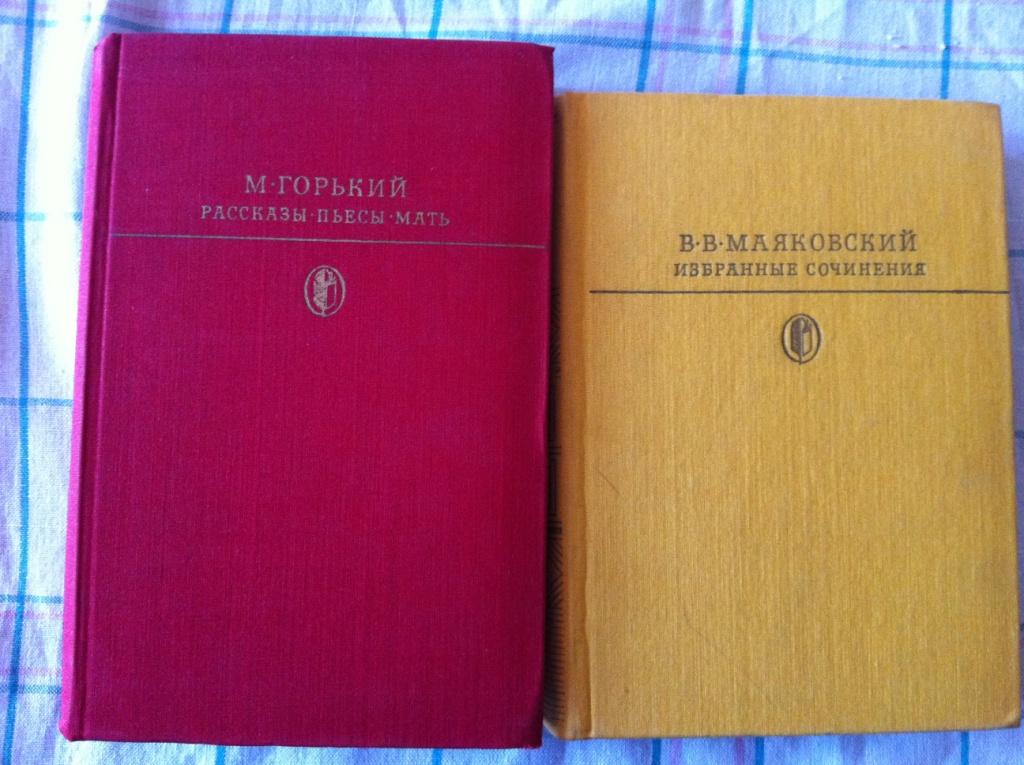 М·ГОРЬКИЙ
РАССКАЗЫ·ПЬЕСЫ·МАТЬ
В·В·МАЯКОВСКИЙ
ИЗБРАННЫЕ СОЧИНЕНИЯ